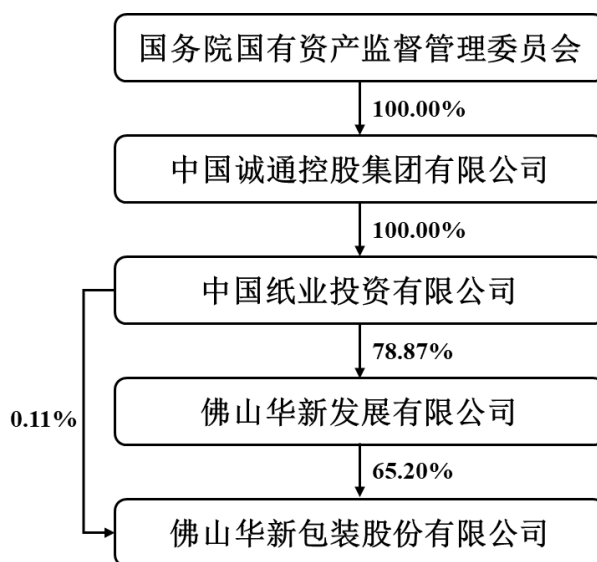 国务院国有资产监督管理委员会
100.00%
中国诚通控股集团有限公司
100.00%
中国纸业投资有限公司
78.87%
佛山华新发展有限公司
0.11%
65.20%
佛山华新包装股份有限公司